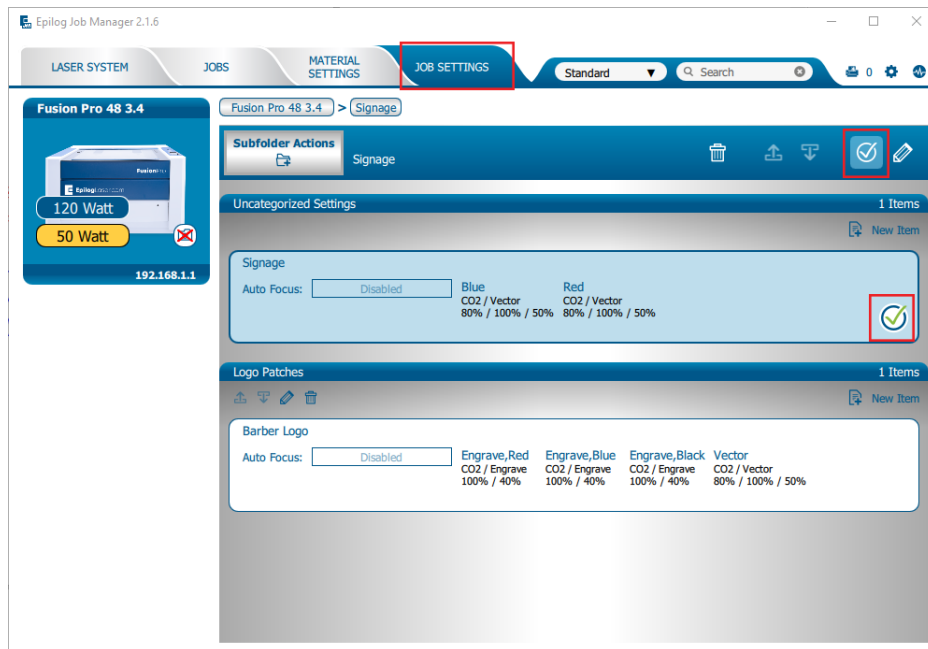 Epilog Job Manager 2.1.6
LASER SYSTEM
JOBS
MATERIAL
SETTINGS
JOB SETTINGS
Standard
Search
0
Fusion Pro 48 3.4
120 Watt
50 Watt
192.168.1.1
Fusion Pro 48 3.4 > Signage
Subfolder Actions
Signage
Uncategorized Settings 1 Items
New Item
Signage
Auto Focus: Disabled
Blue Red
CO2 / Vector CO2 / Vector
80% / 100% / 50% 80% / 100% / 50%
Logo Patches 1 Items
New Item
Barber Logo
Auto Focus: Disabled
Engrave,Red Engrave,Blue Engrave,Black Vector
CO2 / Engrave CO2 / Engrave CO2 / Engrave CO2 / Vector
100% / 40% 100% / 40% 100% / 40% 80% / 100% / 50%